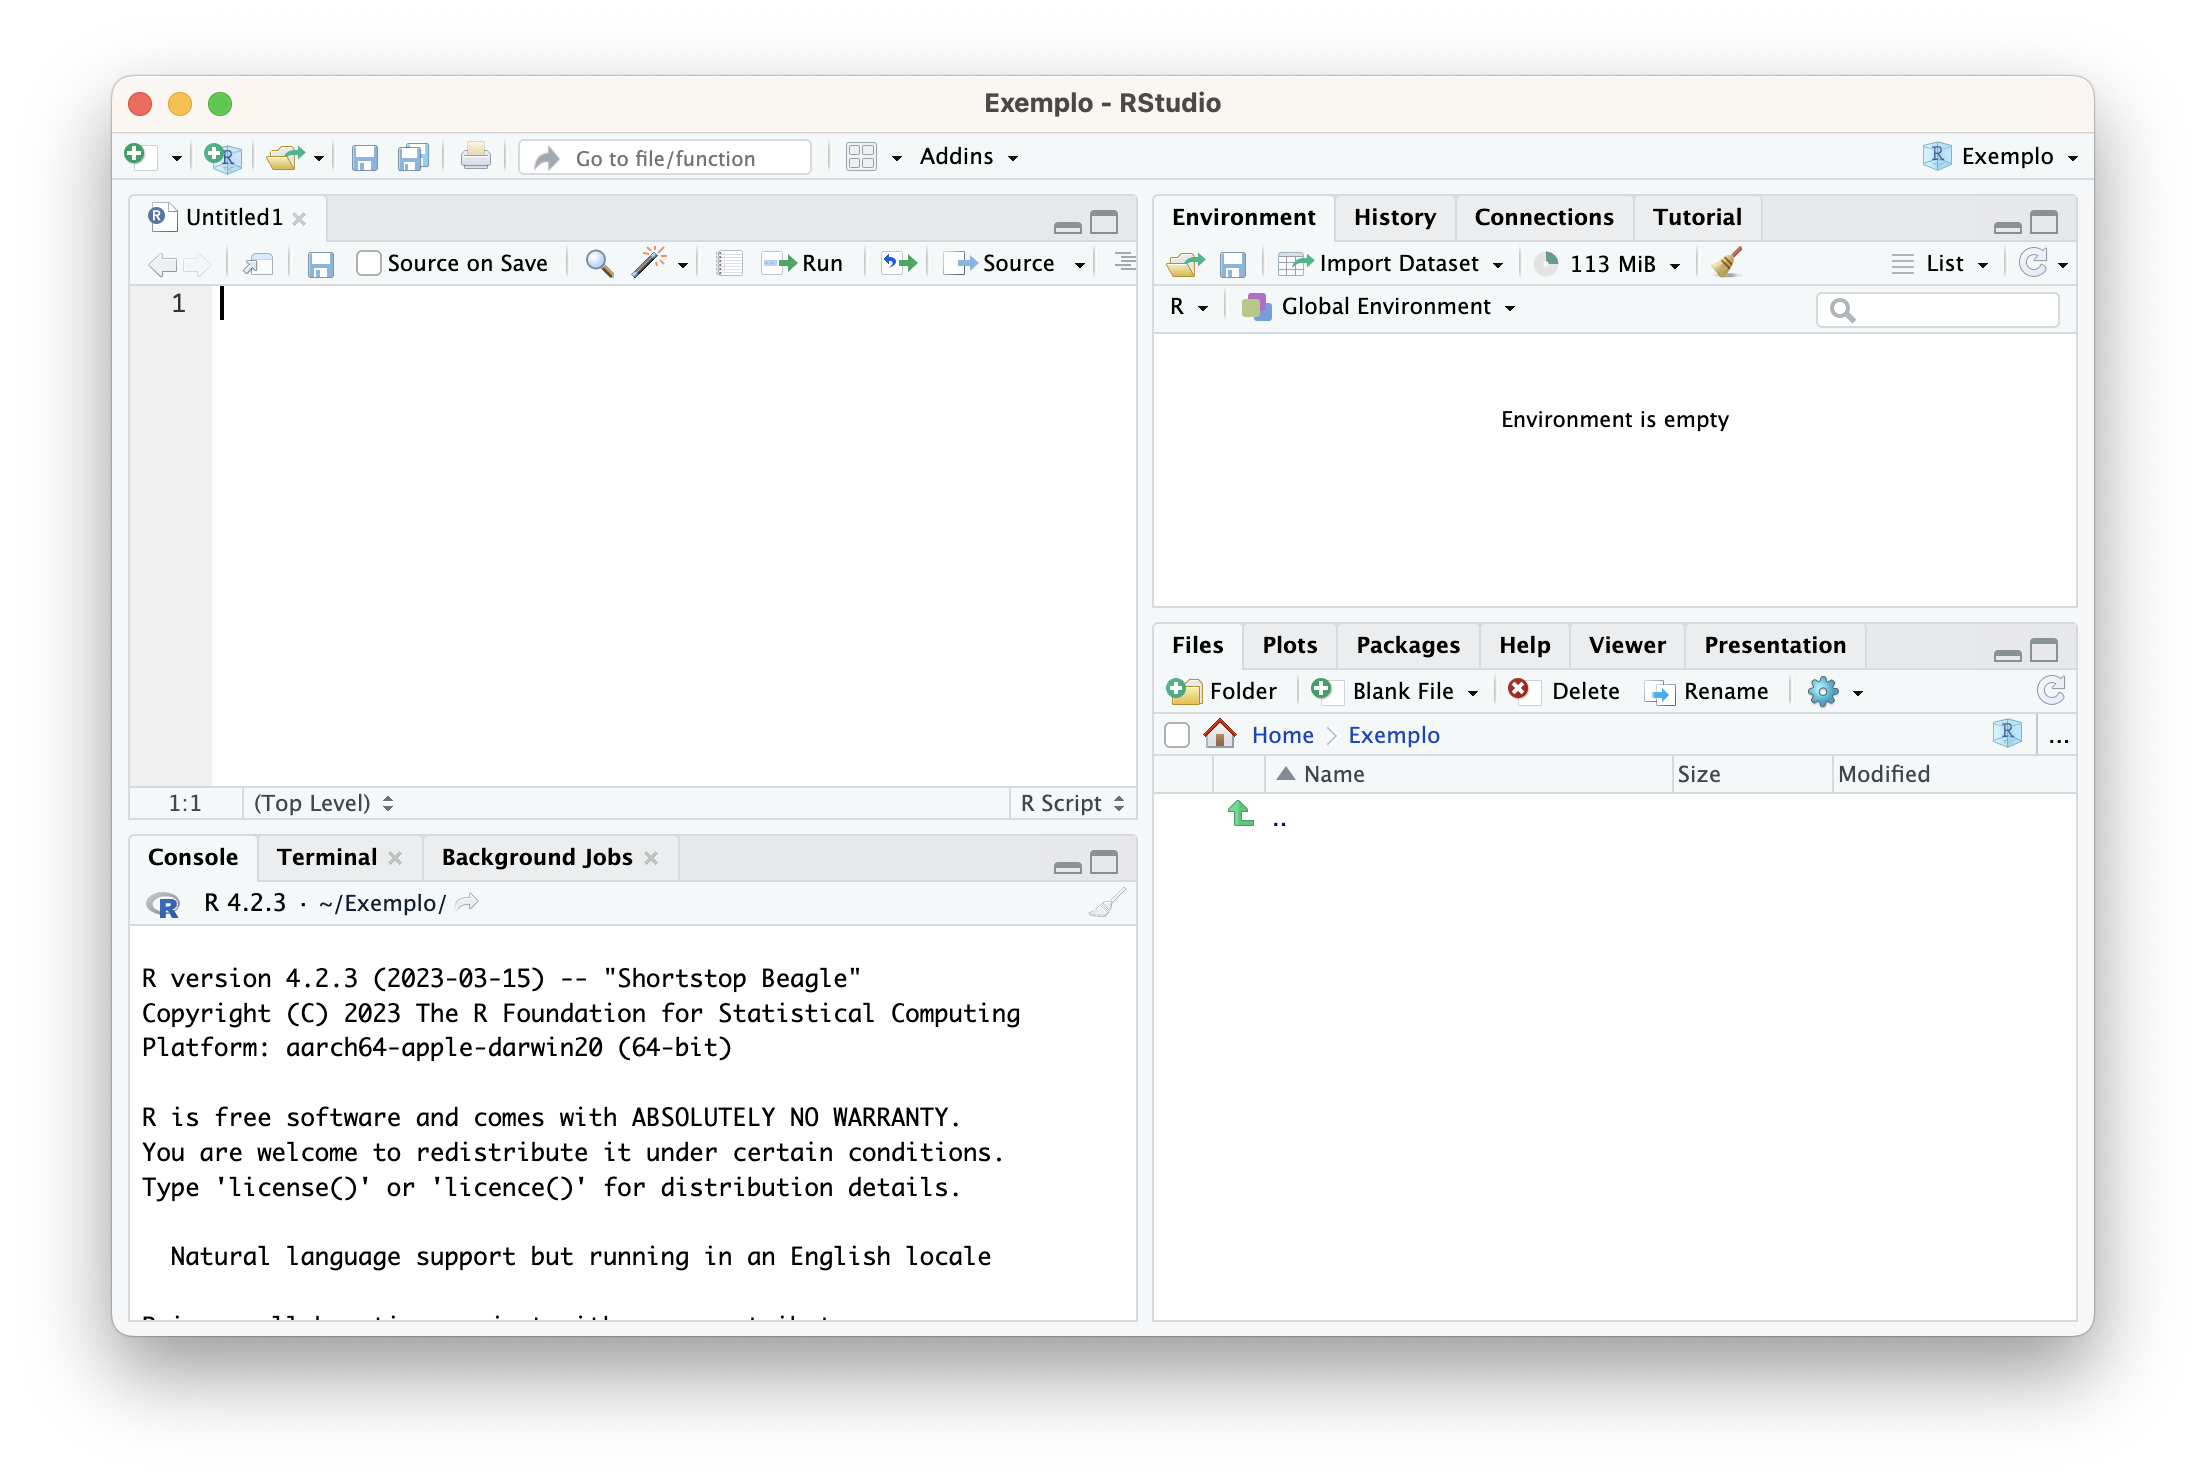 Exemplo - RStudio
Go to file/function Addins Exemplo
Untitled1
Source on Save Run Source
1
1:1 (Top Level) R Script
Console Terminal Background Jobs
R 4.2.3 · ~/Exemplo/
R version 4.2.3 (2023-03-15) -- "Shortstop Beagle"
Copyright (C) 2023 The R Foundation for Statistical Computing
Platform: aarch64-apple-darwin20 (64-bit)
R is free software and comes with ABSOLUTELY NO WARRANTY.
You are welcome to redistribute it under certain conditions.
Type 'license()' or 'licence()' for distribution details.
Natural language support but running in an English locale
Environment History Connections Tutorial
Import Dataset 113 MiB List
R Global Environment
Environment is empty
Files Plots Packages Help Viewer Presentation
Folder Blank File Delete Rename
Home Exemplo ...
Name Size Modified
..